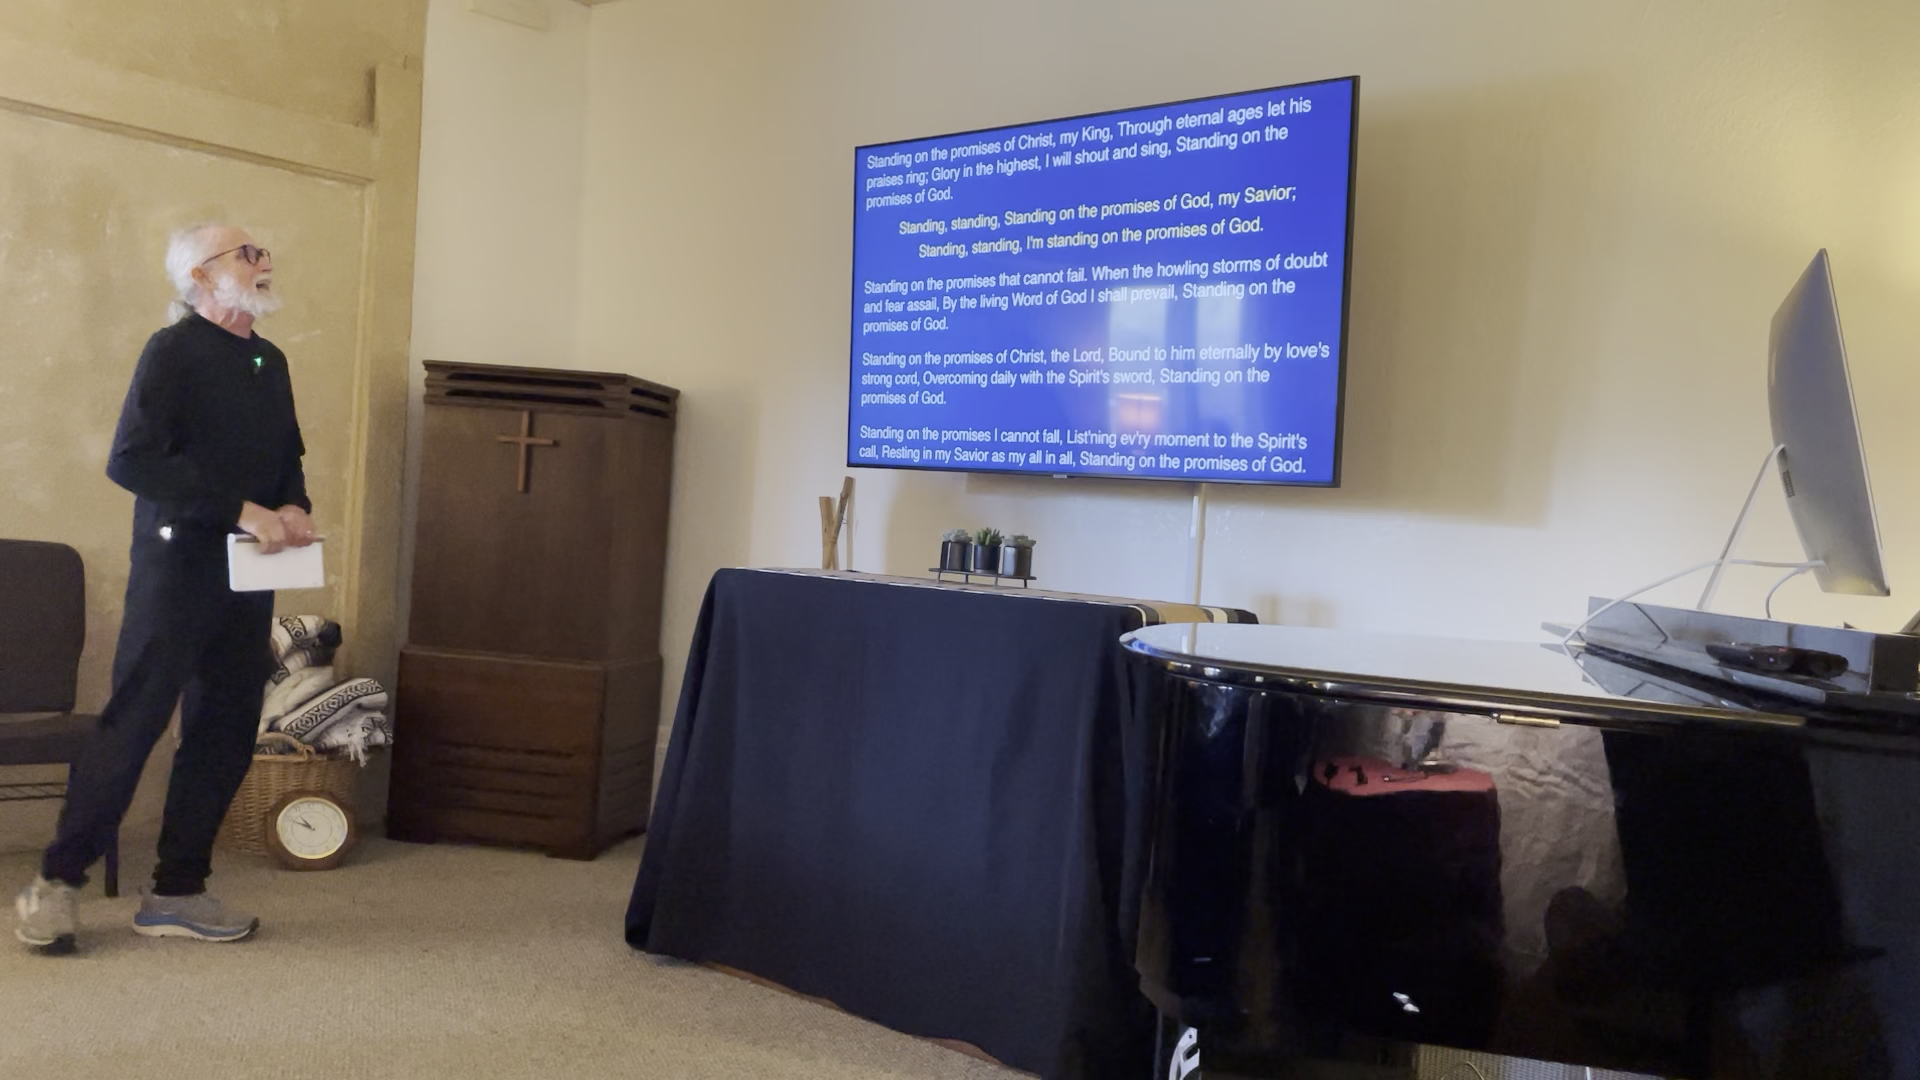 Standing on the promises of Christ, my King, Through eternal ages let his
praises ring; Glory in the highest, I will shout and sing, Standing on the
promises of God.
Standing, standing, Standing on the promises of God, my Savior;
Standing, standing, I'm standing on the promises of God.
Standing on the promises that cannot fail. When the howling storms of doubt
and fear assail, By the living Word of God I shall prevail, Standing on the
promises of God.
Standing on the promises of Christ, the Lord, Bound to him eternally by love's
strong cord, Overcoming daily with the Spirit's sword, Standing on the
promises of God.
Standing on the promises I cannot fall, List'ning ev'ry moment to the Spirit's
call, Resting in my Savior as my all in all, Standing on the promises of God.